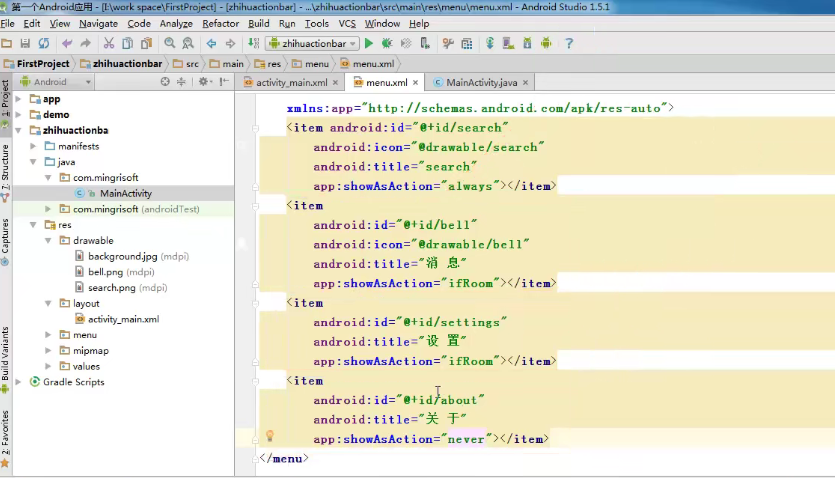 第一个Android应用 - [E:\work space\FirstProject] - [zhihuactionbar] - ...\zhihuactionbar\src\main\res\menu\menu.xml - Android Studio 1.5.1
File Edit View Navigate Code Analyze Refactor Build Run Tools VCS Window Help
zhihuactionbar
FirstProject zhihuactionbar src main res menu menu.xml
Android activity_main.xml menu.xml MainActivity.java
1: Project
7: Structure
Captures
Build Variants
2: Favorites
app
demo
zhihuactionba
manifests
java
com.mingrisoft
MainActivity
com.mingrisoft (androidTest)
res
drawable
background.jpg (mdpi)
bell.png (mdpi)
search.png (mdpi)
layout
activity_main.xml
menu
mipmap
values
Gradle Scripts
xmlns:app="http://schemas.android.com/apk/res-auto">
<item android:id="@+id/search"
android:icon="@drawable/search"
android:title="search"
app:showAsAction="always"></item>
<item
android:id="@+id/bell"
android:icon="@drawable/bell"
android:title="消 息"
app:showAsAction="ifRoom"></item>
<item
android:id="@+id/settings"
android:title="设 置"
app:showAsAction="ifRoom"></item>
<item
android:id="@+id/about"
android:title="关 于"
app:showAsAction="never"></item>
</menu>